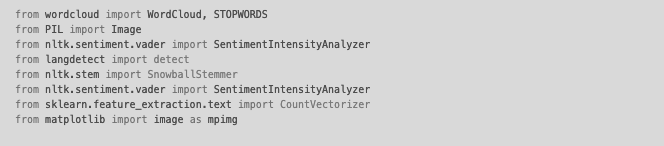 from wordcloud import WordCloud, STOPWORDS
from PIL import Image
from nltk.sentiment.vader import SentimentIntensityAnalyzer
from langdetect import detect
from nltk.stem import SnowballStemmer
from nltk.sentiment.vader import SentimentIntensityAnalyzer
from sklearn.feature_extraction.text import CountVectorizer
from matplotlib import image as mpimg